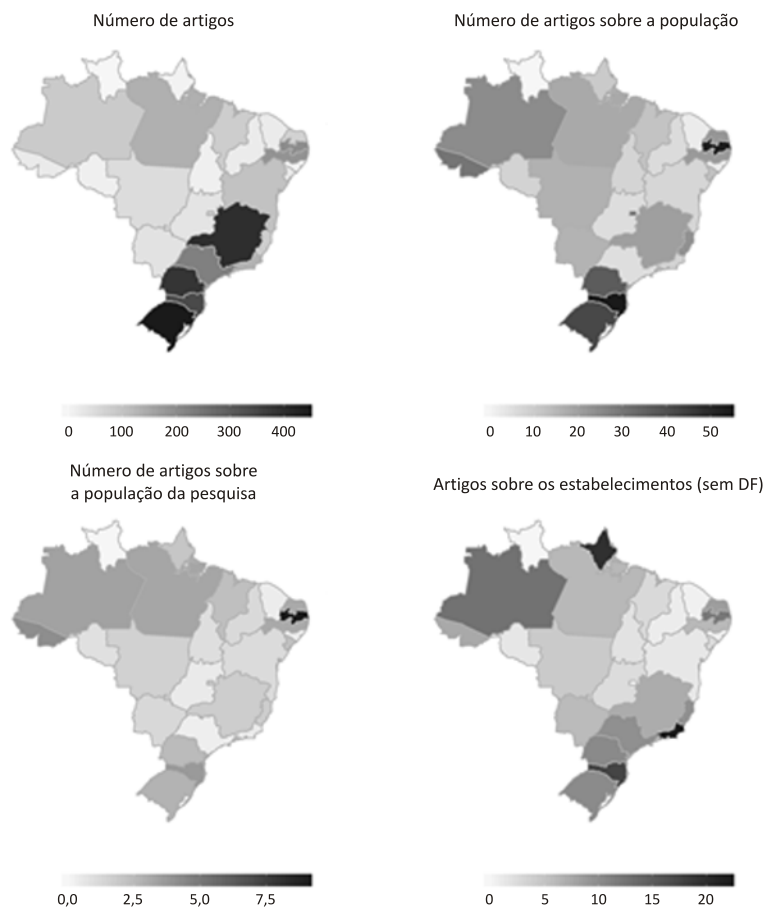 Número de artigos
Número de artigos sobre a população
0 100 200 300 400
0 10 20 30 40 50
Número de artigos sobre
a população da pesquisa
Artigos sobre os estabelecimentos (sem DF)
0,0 2,5 5,0 7,5
0 5 10 15 20